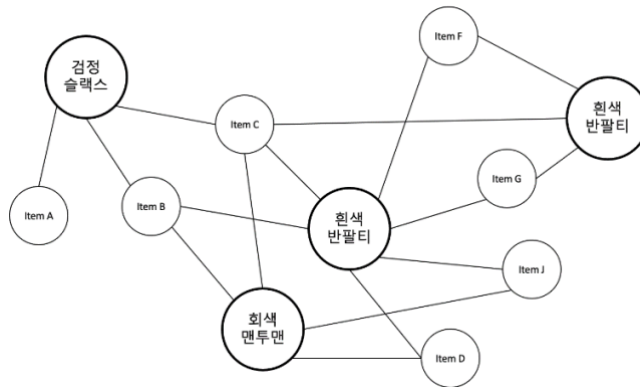 Item F
검정
슬랙스
흰색
반팔티
Item C
Item G
Item A
Item B
흰색
반팔티
Item J
회색
맨투맨
Item D